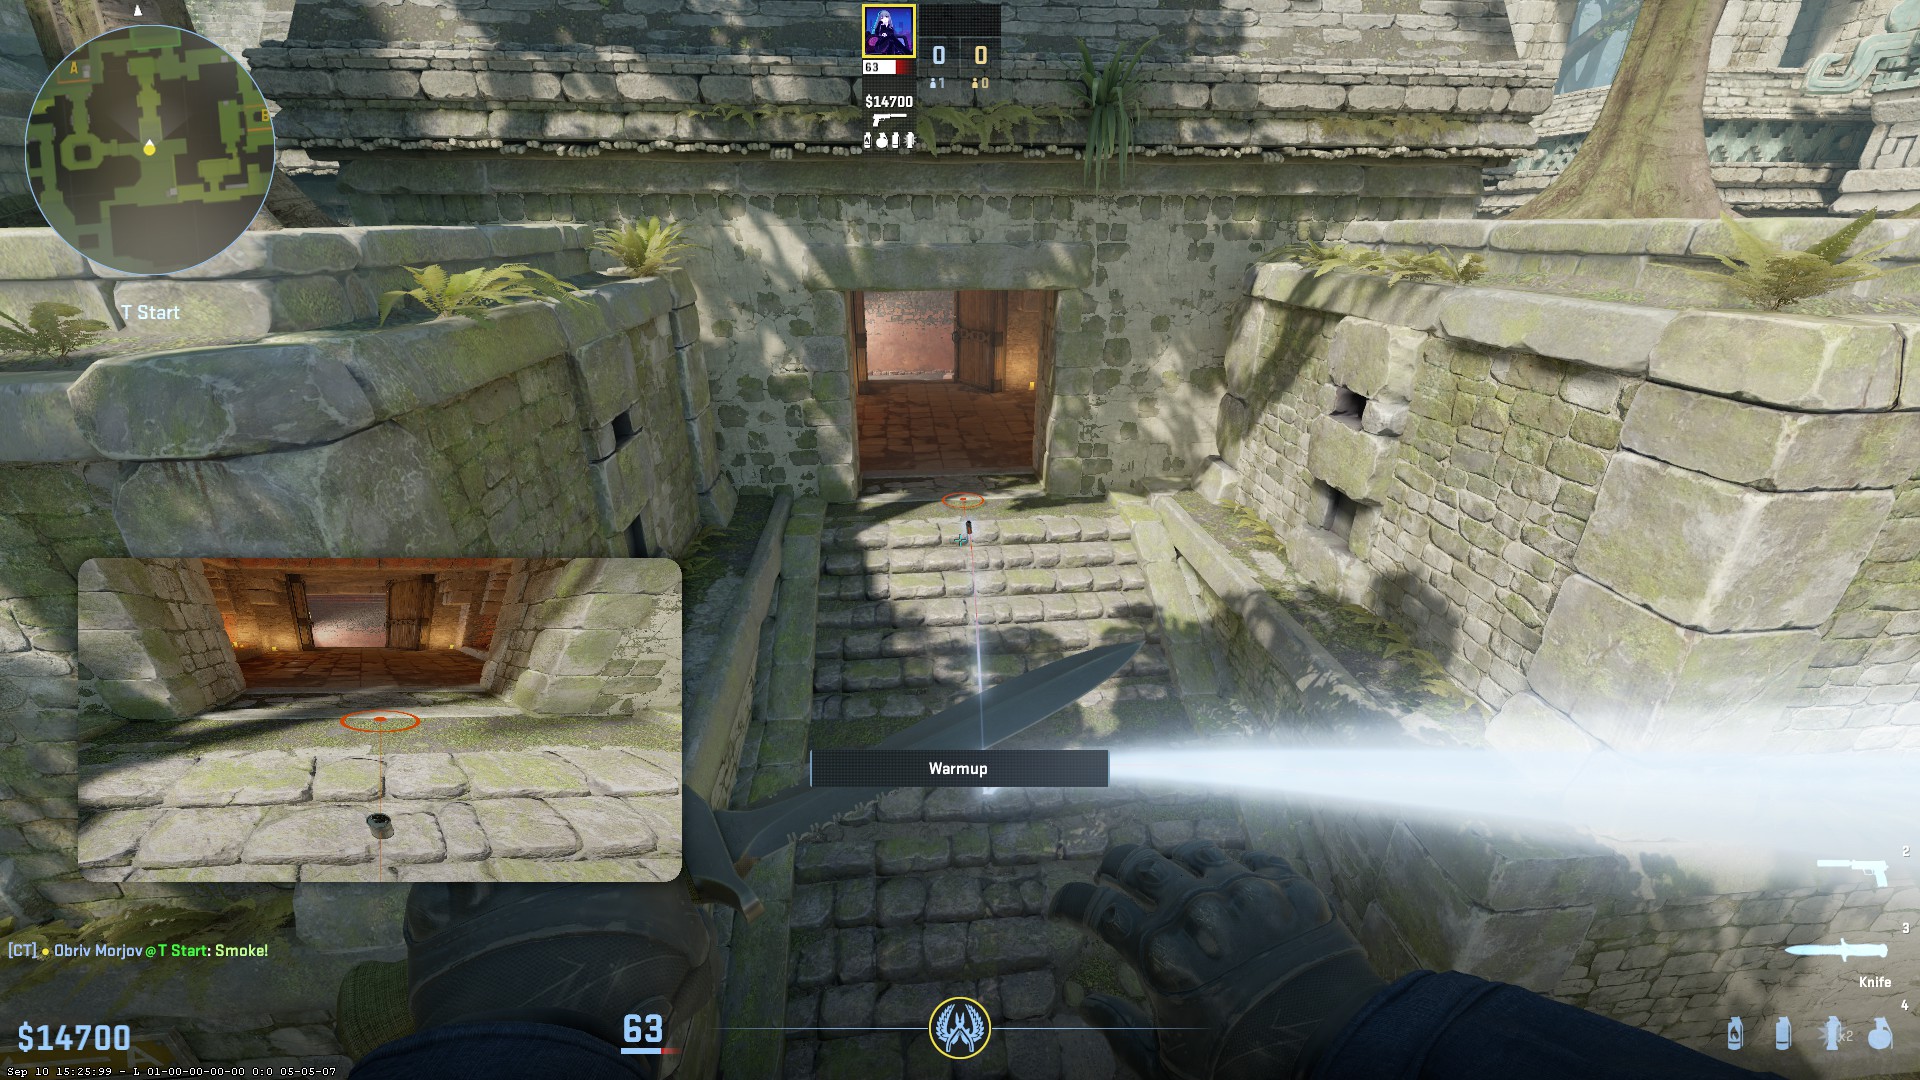 A
B
T Start
63
$14700
0 0
1 0
Warmup
2
3
Knife
4
x2
[CT] Obriv Morjov@T Start: Smoke!
$14700
63
Sep 10 15:25:99 - L 01-00-00-00-00 0:0 05-05-07